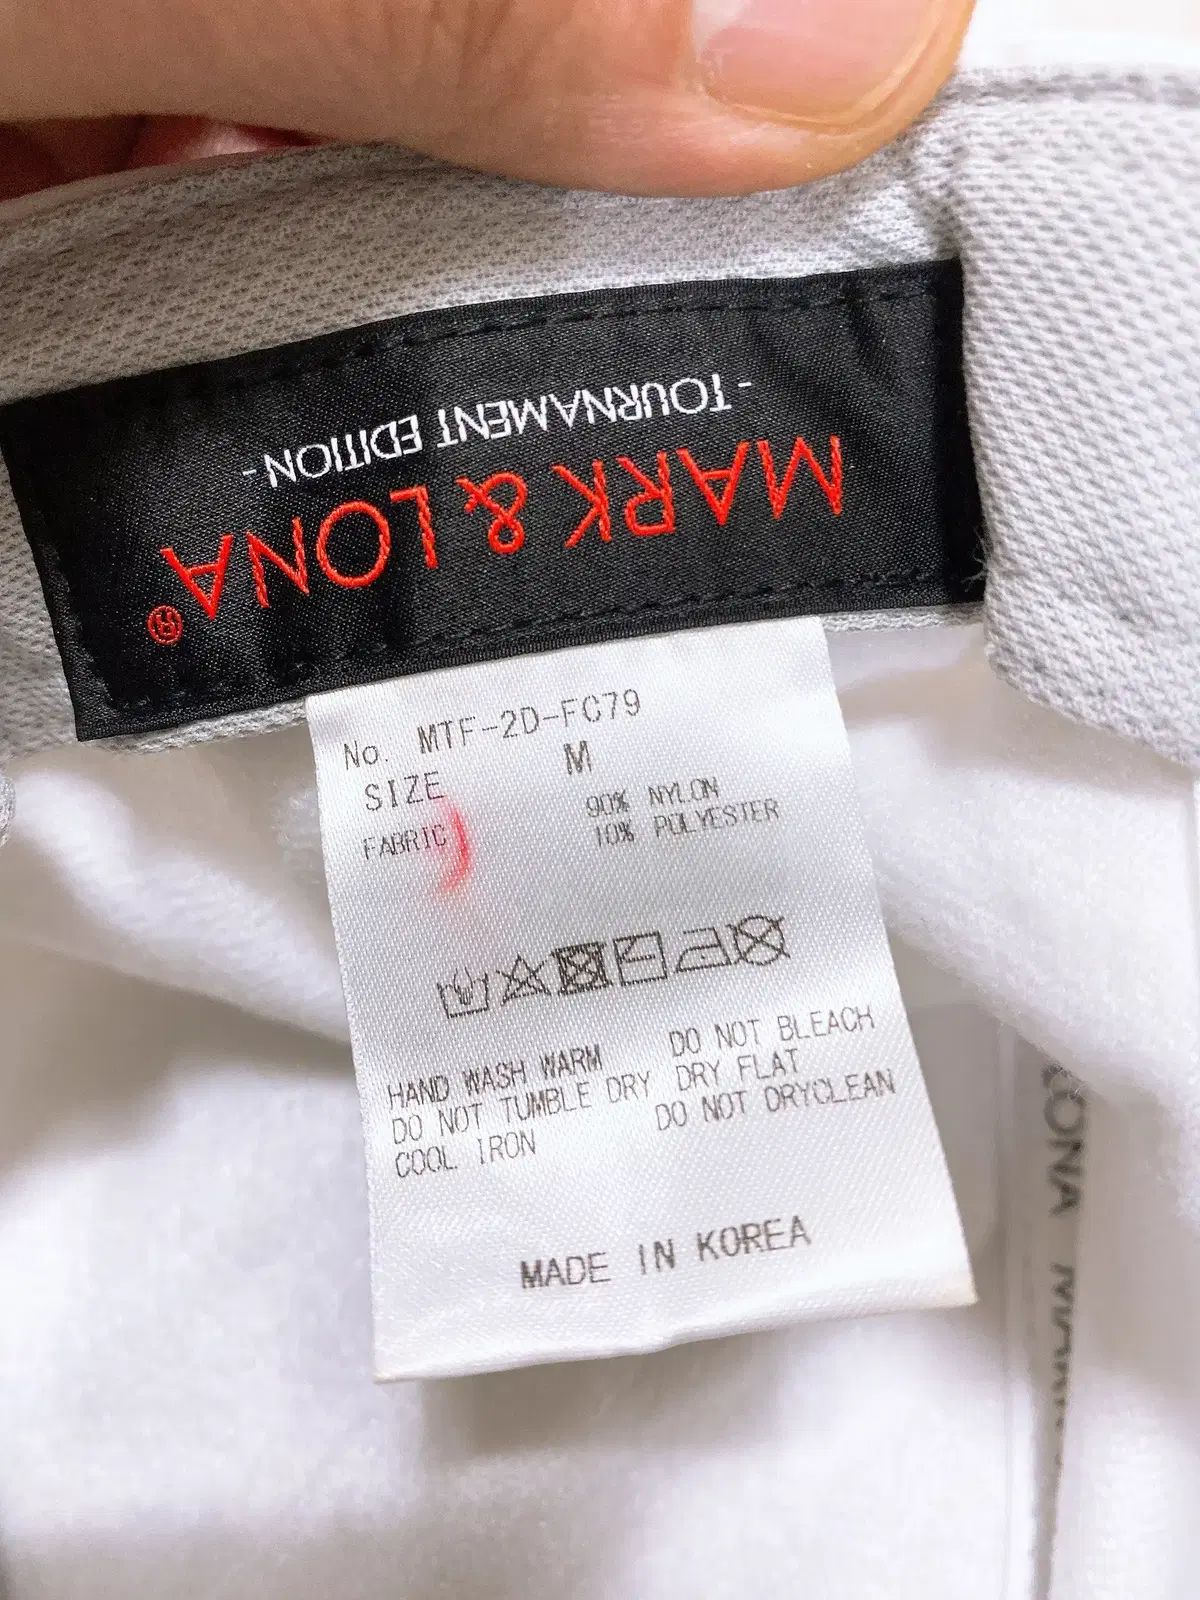 MARK & LONA®
- TOURNAMENT EDITION -
No. MTF-2D-FC79
SIZE M
FABRIC 90% NYLON
10% POLYESTER
HAND WASH WARM DO NOT BLEACH
DO NOT TUMBLE DRY DRY FLAT
COOL IRON DO NOT DRYCLEAN
MADE IN KOREA
LONA